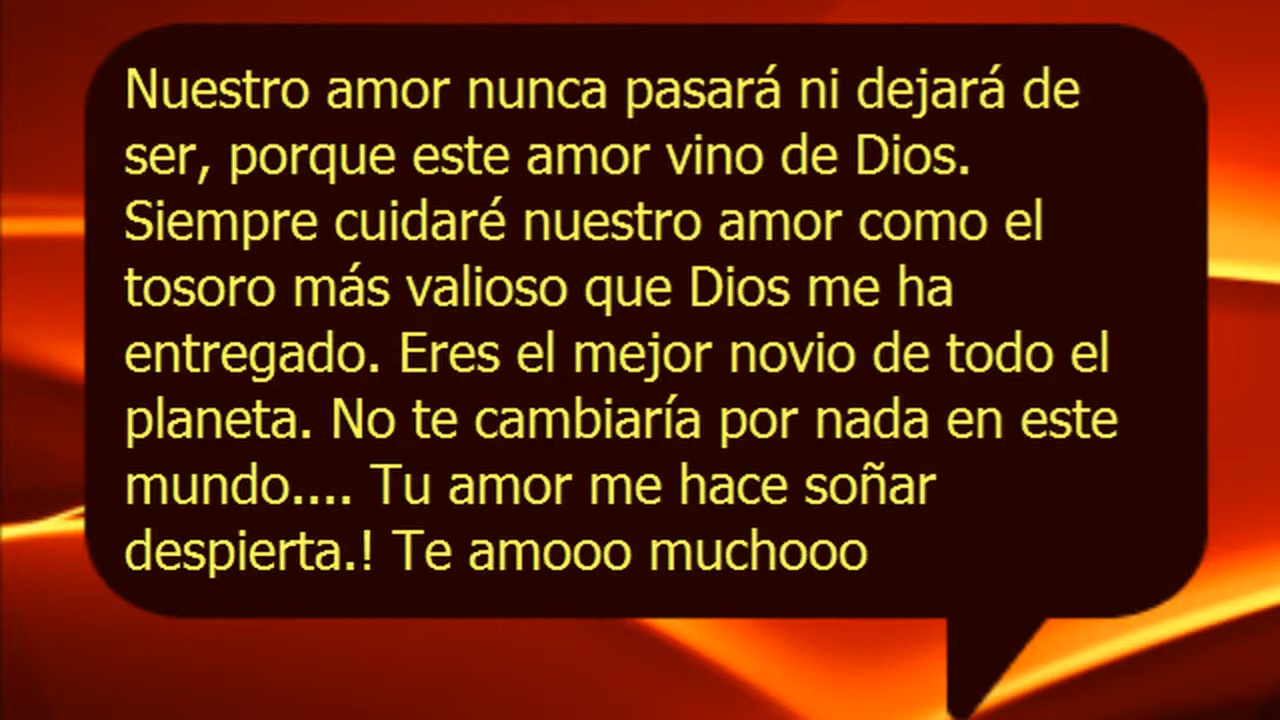 Nuestro amor nunca pasará ni dejará de
ser, porque este amor vino de Dios.
Siempre cuidaré nuestro amor como el
tosoro más valioso que Dios me ha
entregado. Eres el mejor novio de todo el
planeta. No te cambiaría por nada en este
mundo.... Tu amor me hace soñar
despierta.! Te amooo muchooo